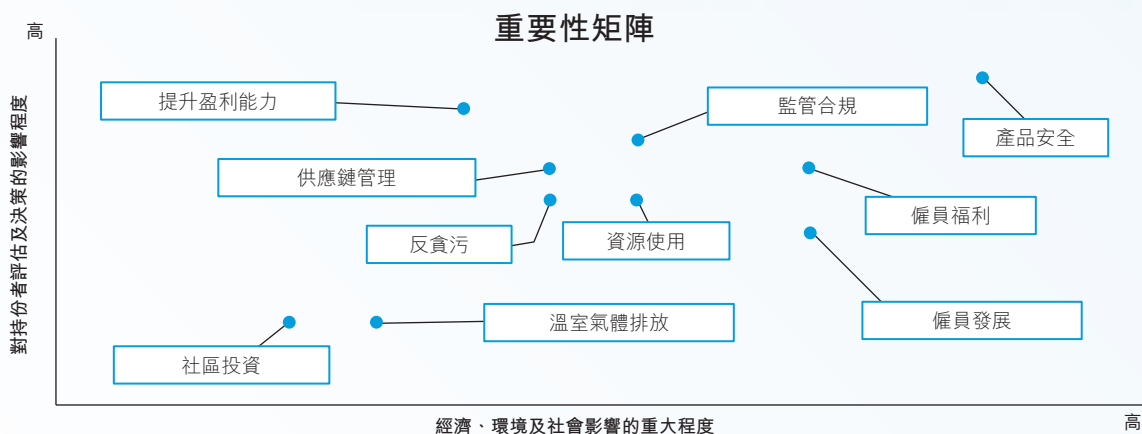 重要性矩陣
高
對持份者評估及決策的影響程度
提升盈利能力
監管合規
產品安全
供應鏈管理
僱員福利
反貪污
資源使用
溫室氣體排放
僱員發展
社區投資
經濟、環境及社會影響的重大程度
高